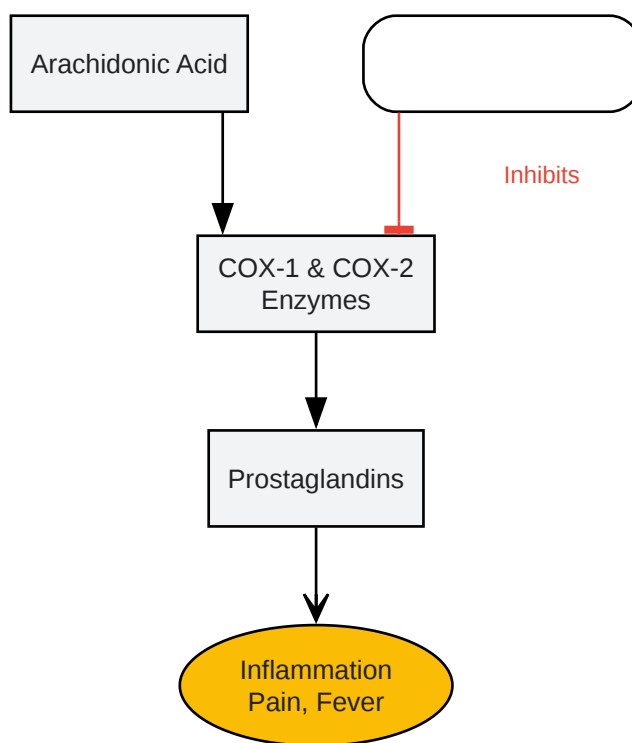 Arachidonic Acid
Inhibits
COX-1 & COX-2
Enzymes
Prostaglandins
Inflammation
Pain, Fever